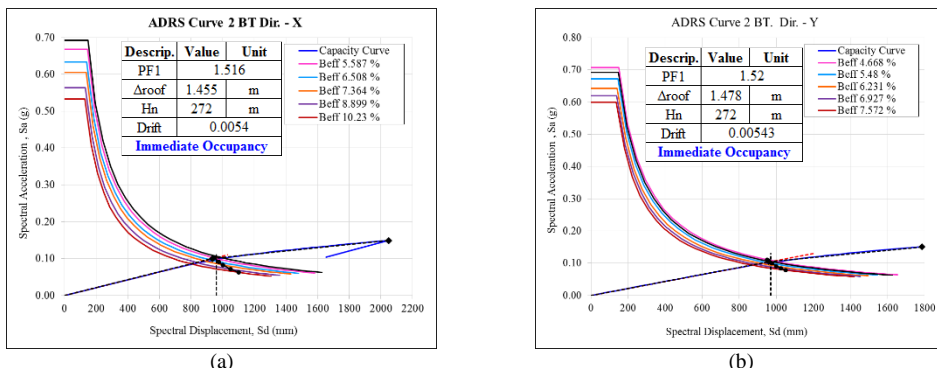 ADRS Curve 2 BT Dir. - X
Spectral Acceleration , Sa (g)
0.70
0.60
0.50
0.40
0.30
0.20
0.10
0.00
Descrip. Value Unit
PF1 1.516
Δroof 1.455 m
Hn 272 m
Drift 0.0054
Immediate Occupancy
Capacity Curve
Beff 5.587 %
Beff 6.508 %
Beff 7.364 %
Beff 8.899 %
Beff 10.23 %
0 200 400 600 800 1000 1200 1400 1600 1800 2000 2200
Spectral Displacement, Sd (mm)
(a)
ADRS Curve 2 BT. Dir. - Y
Spectral Acceleration , Sa (g)
0.80
0.70
0.60
0.50
0.40
0.30
0.20
0.10
0.00
Descrip. Value Unit
PF1 1.52
Δroof 1.478 m
Hn 272 m
Drift 0.00543
Immediate Occupancy
Capacity Curve
Beff 4.668 %
Beff 5.48 %
Beff 6.231 %
Beff 6.927 %
Beff 7.572 %
0 200 400 600 800 1000 1200 1400 1600 1800
Spectral Displacement, Sd (mm)
(b)